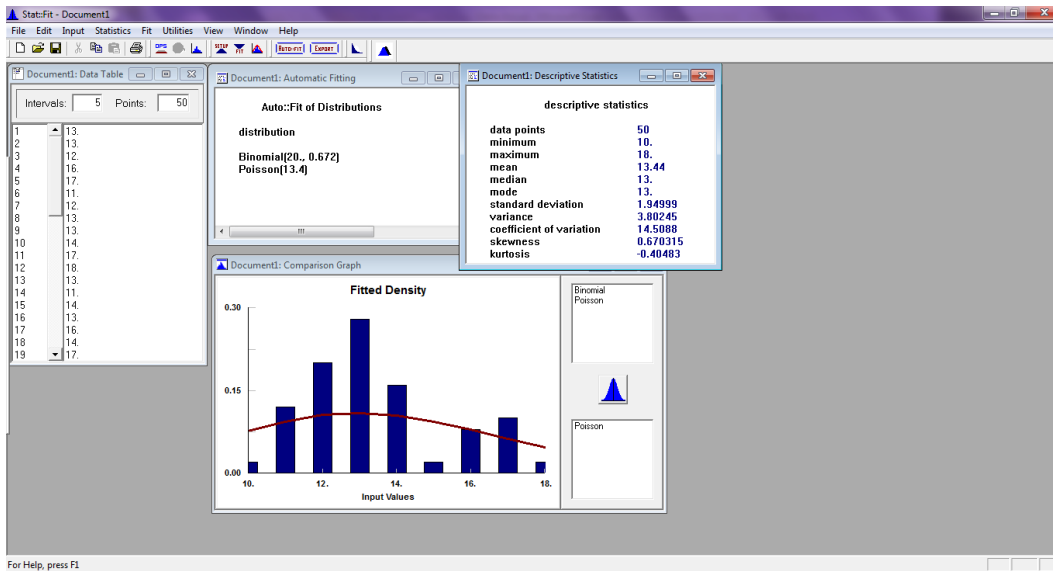 Stat::Fit - Document1
File Edit Input Statistics Fit Utilities View Window Help
DPS SETUP FIT AUTO::FIT EXPORT
Document1: Data Table
Intervals: 5 Points: 50
1 13.
2 13.
3 12.
4 16.
5 17.
6 11.
7 12.
8 13.
9 13.
10 14.
11 17.
12 18.
13 13.
14 11.
15 14.
16 13.
17 16.
18 14.
19 17.
Document1: Automatic Fitting
Auto::Fit of Distributions
distribution
Binomial(20., 0.672)
Poisson(13.4)
Document1: Descriptive Statistics
descriptive statistics
data points 50
minimum 10.
maximum 18.
mean 13.44
median 13.
mode 13.
standard deviation 1.94999
variance 3.80245
coefficient of variation 14.5088
skewness 0.670315
kurtosis -0.40483
Document1: Comparison Graph
Fitted Density
0.30
0.15
0.00
10. 12. 14. 16. 18.
Input Values
Binomial
Poisson
Poisson
For Help, press F1